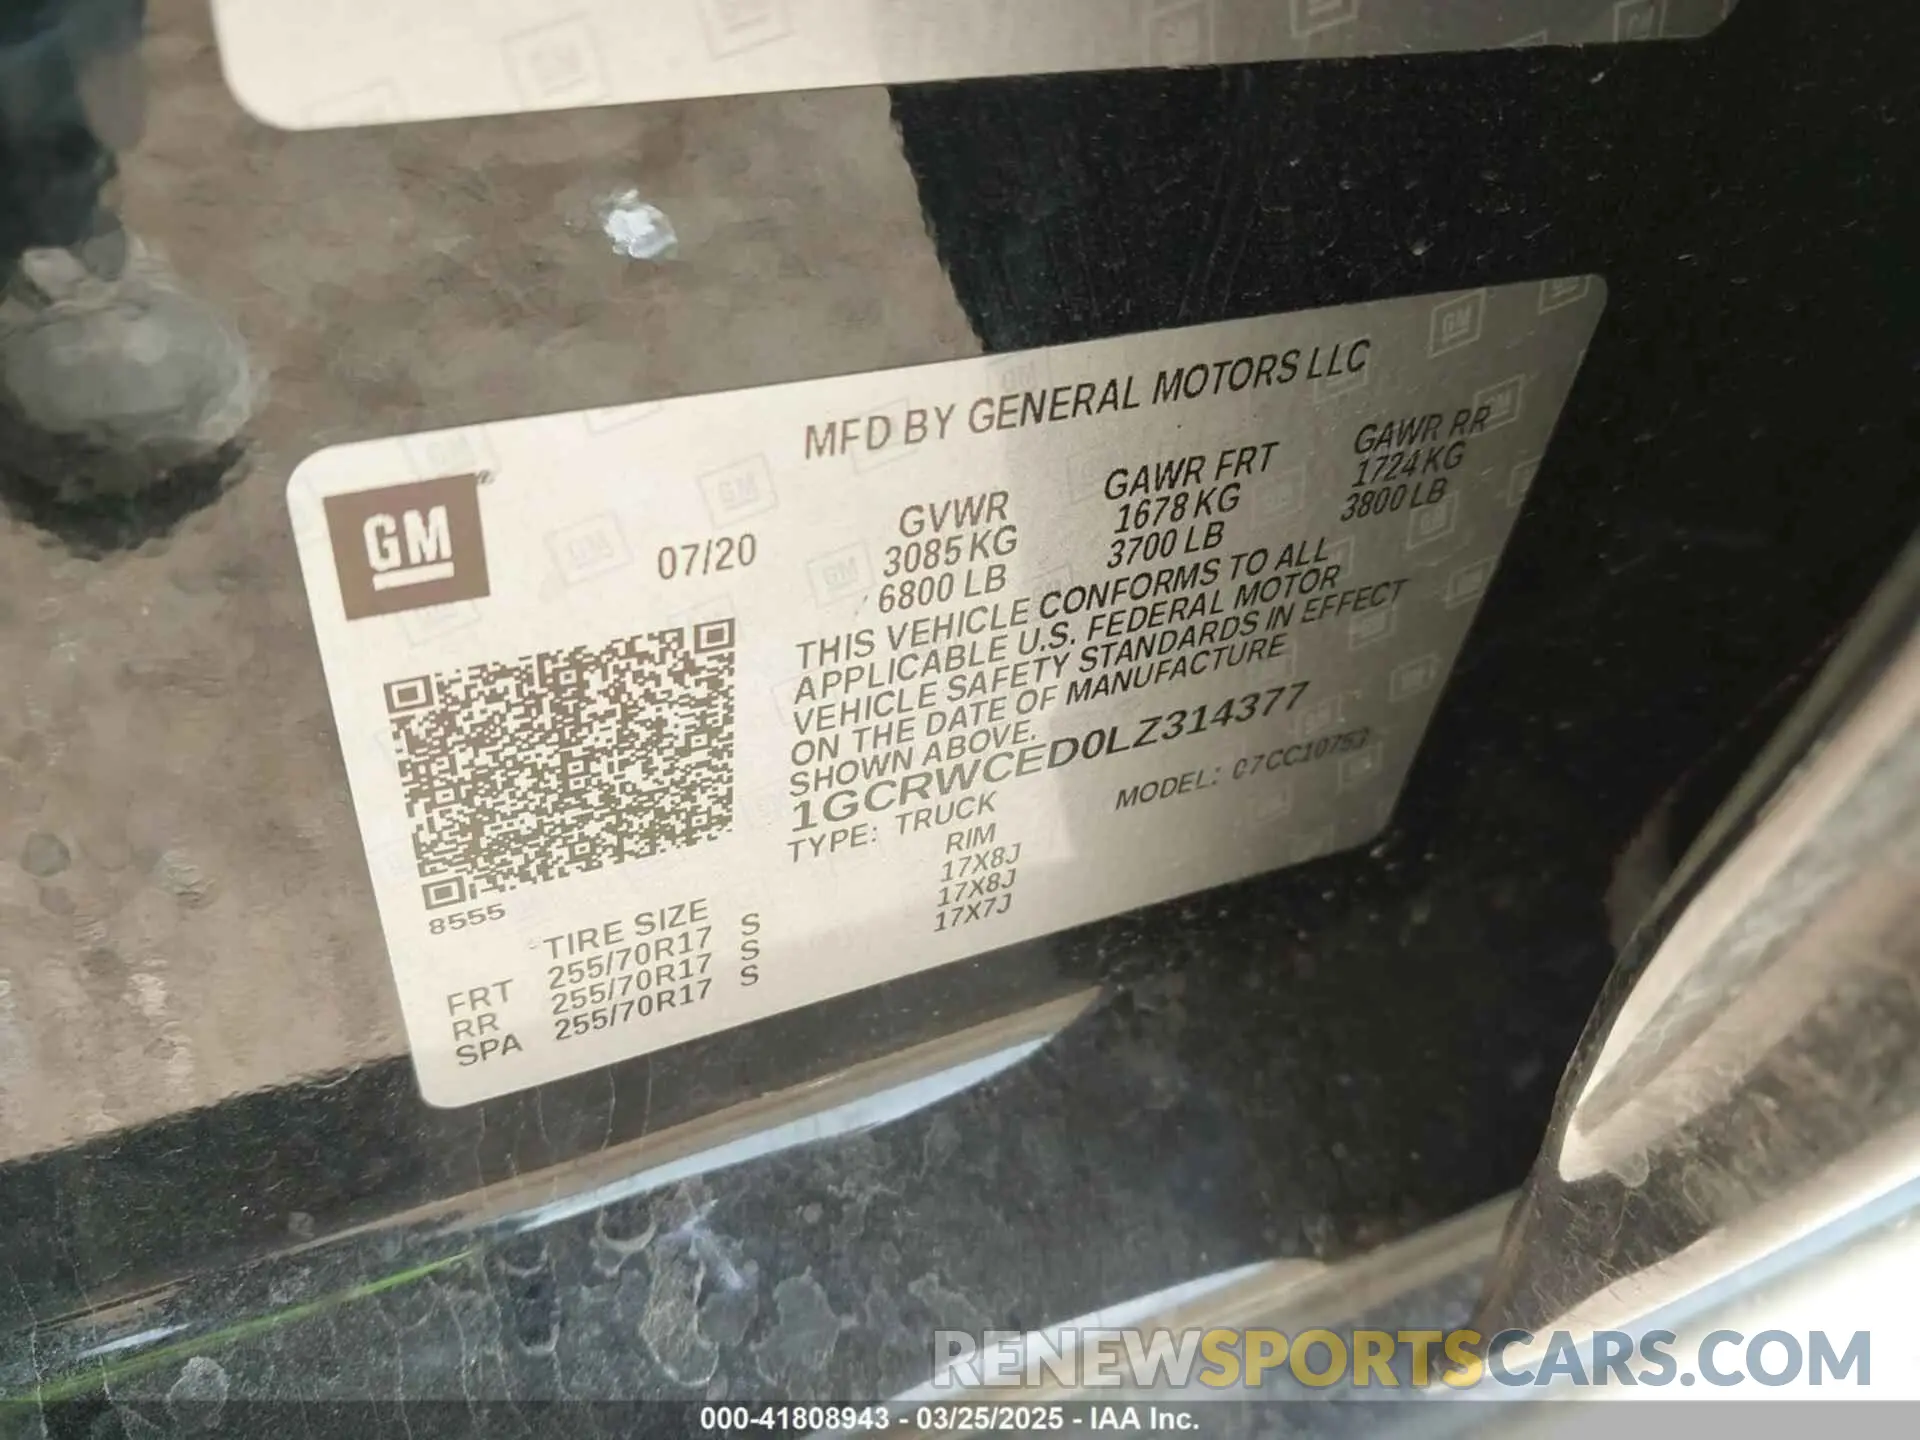 MFD BY GENERAL MOTORS LLC
GM
07/20
GVWR GAWR FRT GAWR RR
3085 KG 1678 KG 1724 KG
6800 LB 3700 LB 3800 LB
THIS VEHICLE CONFORMS TO ALL
APPLICABLE U.S. FEDERAL MOTOR
VEHICLE SAFETY STANDARDS IN EFFECT
ON THE DATE OF MANUFACTURE
SHOWN ABOVE.
1GCRWCED0LZ314377
TYPE: TRUCK MODEL: 07CC10753
8555
TIRE SIZE RIM
FRT 255/70R17 S 17X8J
RR 255/70R17 S 17X8J
SPA 255/70R17 S 17X7J
RENEWSPORTSCARS.COM
000-41808943 - 03/25/2025 - IAA Inc.